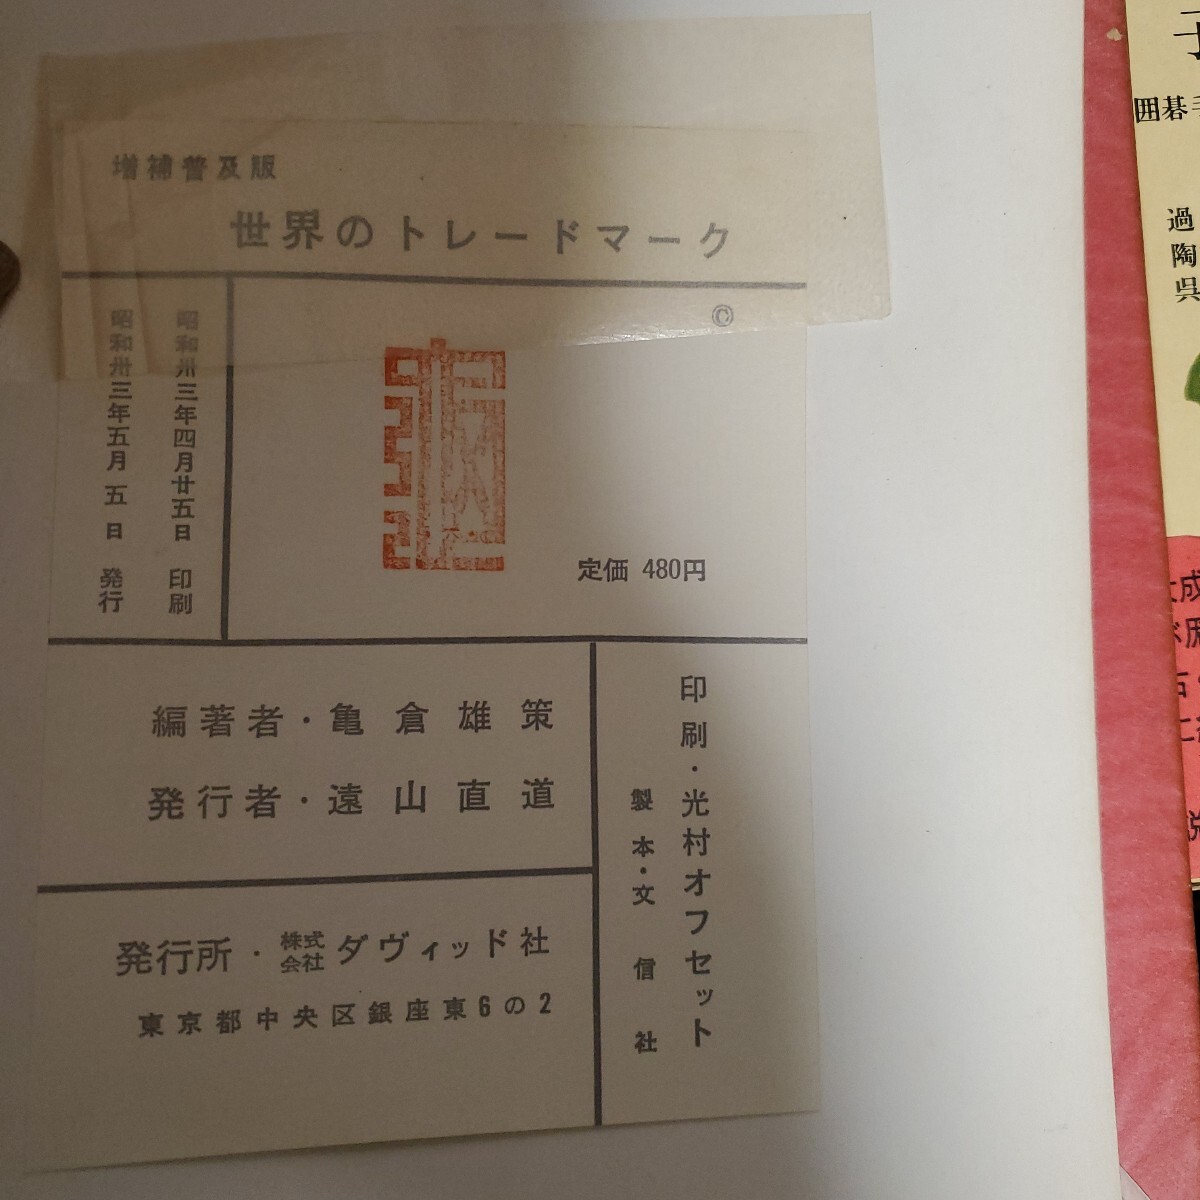 増補普及版
世界のトレードマーク
©
昭和卅三年四月廿五日 印刷
昭和卅三年五月五日 発行
定価 480円
編著者・亀倉雄策
発行者・遠山直道
発行所・株式会社ダヴィッド社
東京都中央区銀座東6の2
印刷・光村オフセット
製本・文信社
囲碁
過
陶
呉
成